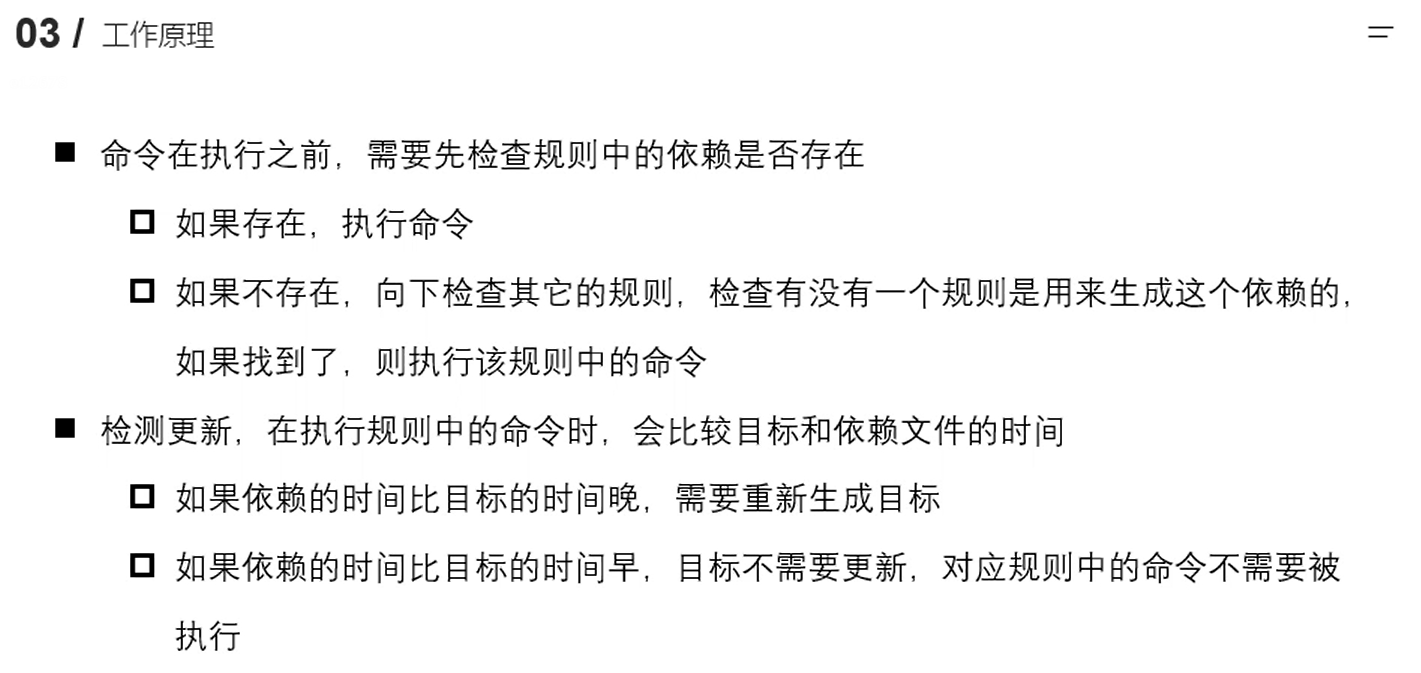 03 / 工作原理
命令在执行之前，需要先检查规则中的依赖是否存在
如果存在，执行命令
如果不存在，向下检查其它的规则，检查有没有一个规则是用来生成这个依赖的，
如果找到了，则执行该规则中的命令
检测更新，在执行规则中的命令时，会比较目标和依赖文件的时间
如果依赖的时间比目标的时间晚，需要重新生成目标
如果依赖的时间比目标的时间早，目标不需要更新，对应规则中的命令不需要被
执行